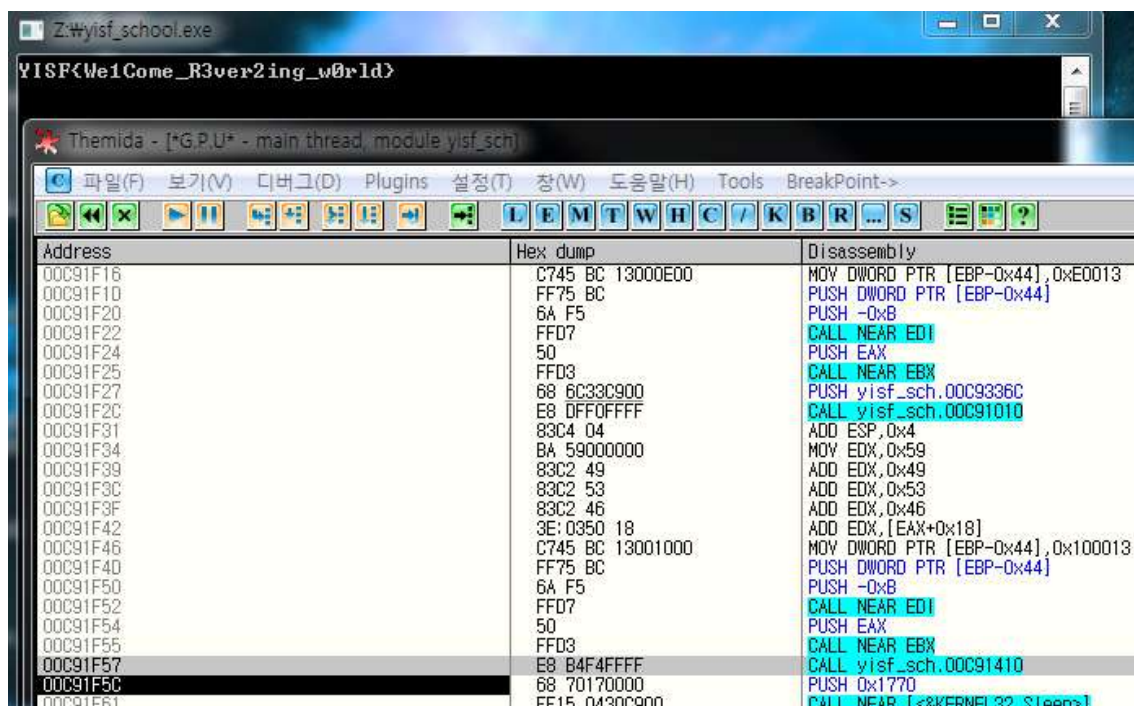 Z:₩yisf_school.exe
YISF{We1Come_R3ver2ing_w0rld}
Themida - [*G.P.U* - main thread, module yisf_sch]
C 파일(F) 보기(V) 디버그(D) Plugins 설정(T) 창(W) 도움말(H) Tools BreakPoint->
L E M T W H C / K B R ... S ?
Address Hex dump Disassembly
00C91F16 C745 BC 13000E00 MOV DWORD PTR [EBP-0x44],0xE0013
00C91F1D FF75 BC PUSH DWORD PTR [EBP-0x44]
00C91F20 6A F5 PUSH -0xB
00C91F22 FFD7 CALL NEAR EDI
00C91F24 50 PUSH EAX
00C91F25 FFD3 CALL NEAR EBX
00C91F27 68 6C33C900 PUSH yisf_sch.00C9336C
00C91F2C E8 DFF0FFFF CALL yisf_sch.00C91010
00C91F31 83C4 04 ADD ESP,0x4
00C91F34 BA 59000000 MOV EDX,0x59
00C91F39 83C2 49 ADD EDX,0x49
00C91F3C 83C2 53 ADD EDX,0x53
00C91F3F 83C2 46 ADD EDX,0x46
00C91F42 3E:0350 18 ADD EDX,[EAX+0x18]
00C91F46 C745 BC 13001000 MOV DWORD PTR [EBP-0x44],0x100013
00C91F4D FF75 BC PUSH DWORD PTR [EBP-0x44]
00C91F50 6A F5 PUSH -0xB
00C91F52 FFD7 CALL NEAR EDI
00C91F54 50 PUSH EAX
00C91F55 FFD3 CALL NEAR EBX
00C91F57 E8 B4F4FFFF CALL yisf_sch.00C91410
00C91F5C 68 70170000 PUSH 0x1770
00C91F61 FF15 0430C900 CALL NEAR [<&KERNEL32.Sleep>]